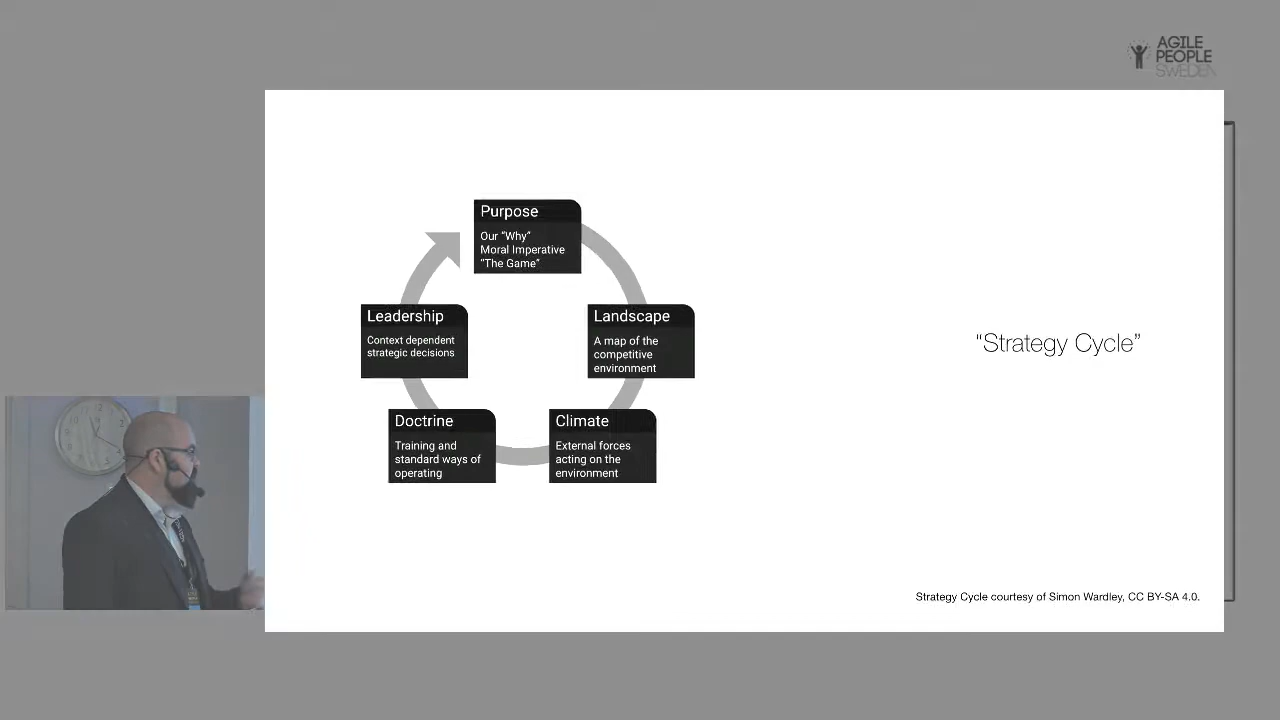 AGILE
PEOPLE
SWEDEN
Purpose
Our “Why”
Moral Imperative
“The Game”
Leadership
Context dependent
strategic decisions
Landscape
A map of the
competitive
environment
Doctrine
Training and
standard ways of
operating
Climate
External forces
acting on the
environment
“Strategy Cycle”
Strategy Cycle courtesy of Simon Wardley, CC BY-SA 4.0.